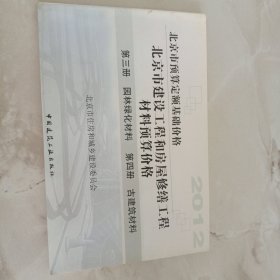 北京市预算定额基础价格
北京市建设工程和房屋修缮工程
材料预算价格
2012
第三册 园林绿化材料 第四册 古建筑材料
北京市住房和城乡建设委员会
中国建筑工业出版社